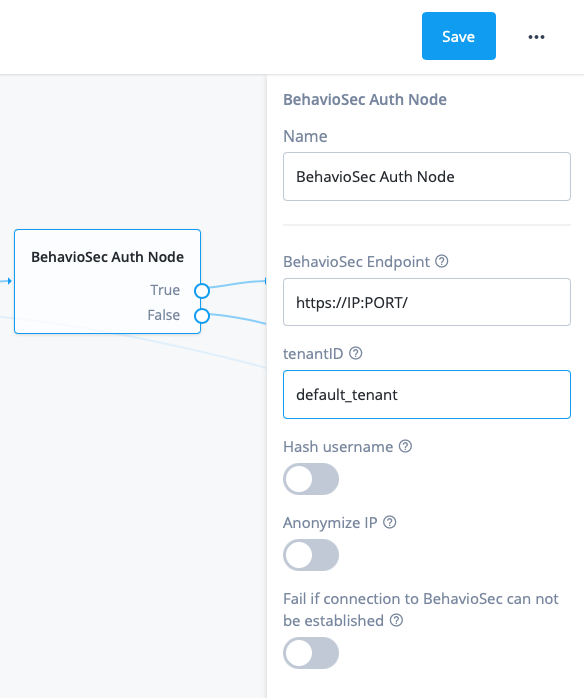 Save
BehavioSec Auth Node
Name
BehavioSec Auth Node
BehavioSec Auth Node
True
False
BehavioSec Endpoint
https://IP:PORT/
tenantID
default_tenant
Hash username
Anonymize IP
Fail if connection to BehavioSec can not
be established